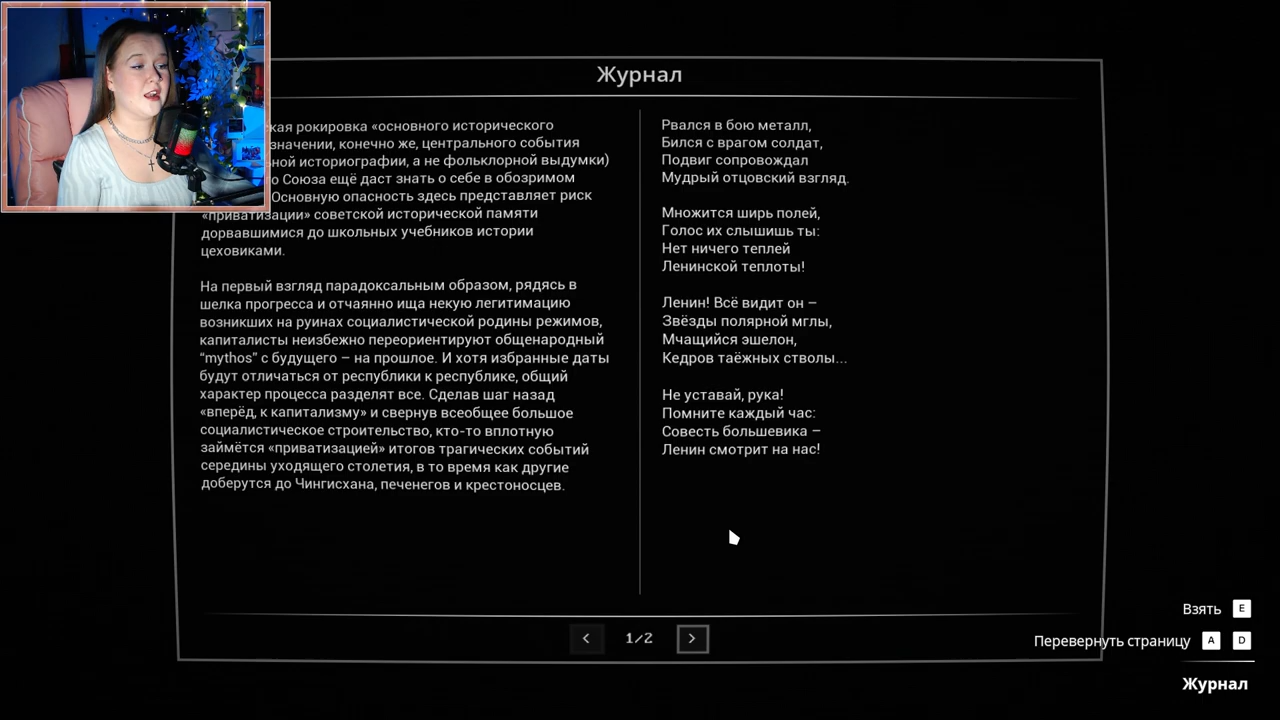 Журнал
рокировка «основного исторического
значении, конечно же, центрального события
историографии, а не фольклорной выдумки)
Союза ещё даст знать о себе в обозримом
Основную опасность здесь представляет риск
«приватизации» советской исторической памяти
дорвавшимися до школьных учебников истории
цеховиками.
На первый взгляд парадоксальным образом, рядясь в
шелка прогресса и отчаянно ища некую легитимацию
возникших на руинах социалистической родины режимов,
капиталисты неизбежно переориентируют общенародный
“mythos” с будущего – на прошлое. И хотя избранные даты
будут отличаться от республики к республике, общий
характер процесса разделят все. Сделав шаг назад
«вперёд, к капитализму» и свернув всеобщее большое
социалистическое строительство, кто-то вплотную
займётся «приватизацией» итогов трагических событий
середины уходящего столетия, в то время как другие
доберутся до Чингисхана, печенегов и крестоносцев.
Рвался в бою металл,
Бился с врагом солдат,
Подвиг сопровождал
Мудрый отцовский взгляд.
Множится ширь полей,
Голос их слышишь ты:
Нет ничего теплей
Ленинской теплоты!
Ленин! Всё видит он –
Звёзды полярной мглы,
Мчащийся эшелон,
Кедров таёжных стволы...
Не уставай, рука!
Помните каждый час:
Совесть большевика –
Ленин смотрит на нас!
< 1/2 >
Взять E
Перевернуть страницу A D
Журнал